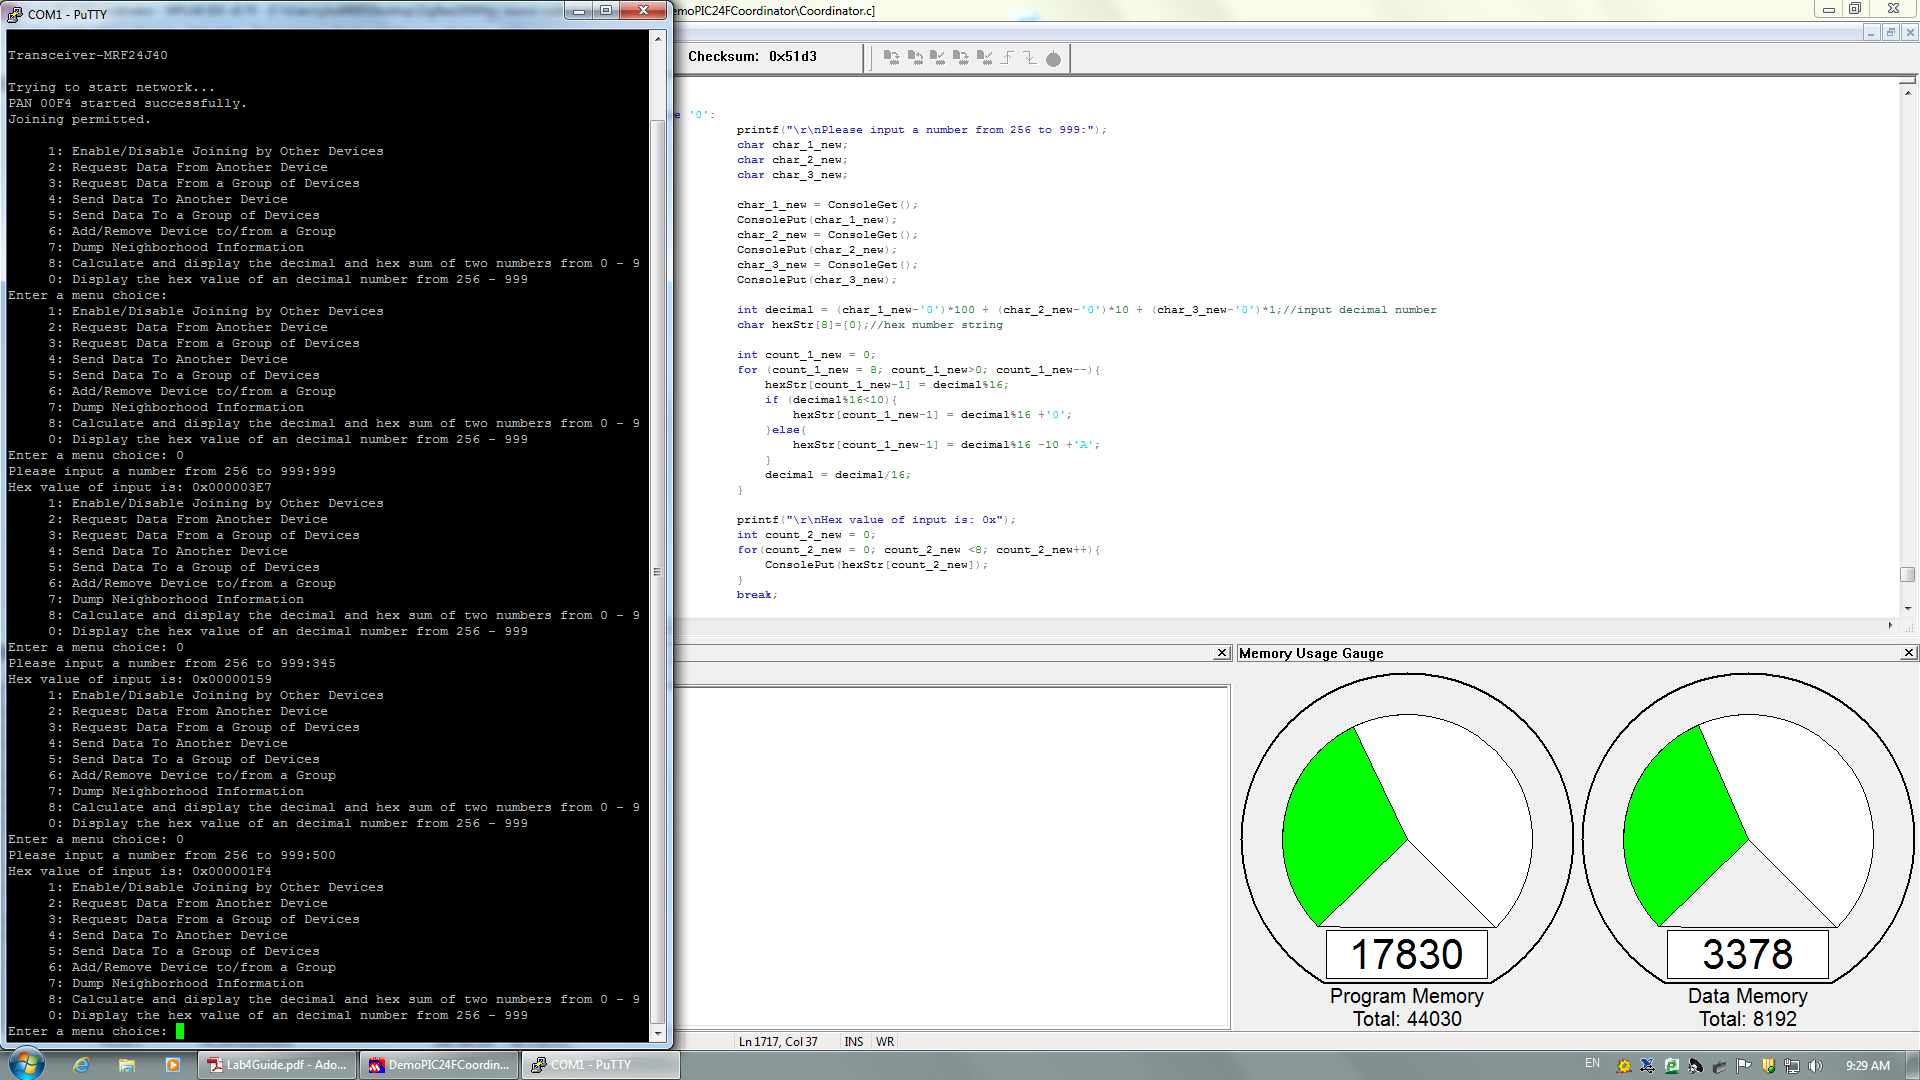 COM1 - PuTTY
Transceiver-MRF24J40
Trying to start network...
PAN 00F4 started successfully.
Joining permitted.
1: Enable/Disable Joining by Other Devices
2: Request Data From Another Device
3: Request Data From a Group of Devices
4: Send Data To Another Device
5: Send Data To a Group of Devices
6: Add/Remove Device to/from a Group
7: Dump Neighborhood Information
8: Calculate and display the decimal and hex sum of two numbers from 0 - 9
0: Display the hex value of an decimal number from 256 - 999
Enter a menu choice:
1: Enable/Disable Joining by Other Devices
2: Request Data From Another Device
3: Request Data From a Group of Devices
4: Send Data To Another Device
5: Send Data To a Group of Devices
6: Add/Remove Device to/from a Group
7: Dump Neighborhood Information
8: Calculate and display the decimal and hex sum of two numbers from 0 - 9
0: Display the hex value of an decimal number from 256 - 999
Enter a menu choice: 0
Please input a number from 256 to 999:999
Hex value of input is: 0x000003E7
1: Enable/Disable Joining by Other Devices
2: Request Data From Another Device
3: Request Data From a Group of Devices
4: Send Data To Another Device
5: Send Data To a Group of Devices
6: Add/Remove Device to/from a Group
7: Dump Neighborhood Information
8: Calculate and display the decimal and hex sum of two numbers from 0 - 9
0: Display the hex value of an decimal number from 256 - 999
Enter a menu choice: 0
Please input a number from 256 to 999:345
Hex value of input is: 0x00000159
1: Enable/Disable Joining by Other Devices
2: Request Data From Another Device
3: Request Data From a Group of Devices
4: Send Data To Another Device
5: Send Data To a Group of Devices
6: Add/Remove Device to/from a Group
7: Dump Neighborhood Information
8: Calculate and display the decimal and hex sum of two numbers from 0 - 9
0: Display the hex value of an decimal number from 256 - 999
Enter a menu choice: 0
Please input a number from 256 to 999:500
Hex value of input is: 0x000001F4
1: Enable/Disable Joining by Other Devices
2: Request Data From Another Device
3: Request Data From a Group of Devices
4: Send Data To Another Device
5: Send Data To a Group of Devices
6: Add/Remove Device to/from a Group
7: Dump Neighborhood Information
8: Calculate and display the decimal and hex sum of two numbers from 0 - 9
0: Display the hex value of an decimal number from 256 - 999
Enter a menu choice:
emoPIC24FCoordinator\Coordinator.c]
Checksum: 0x51d3
e '0':
printf("\r\nPlease input a number from 256 to 999:");
char char_1_new;
char char_2_new;
char char_3_new;
char_1_new = ConsoleGet();
ConsolePut(char_1_new);
char_2_new = ConsoleGet();
ConsolePut(char_2_new);
char_3_new = ConsoleGet();
ConsolePut(char_3_new);
int decimal = (char_1_new-'0')*100 + (char_2_new-'0')*10 + (char_3_new-'0')*1;//input decimal number
char hexStr[8]={0};//hex number string
int count_1_new = 0;
for (count_1_new = 8; count_1_new>0; count_1_new--){
hexStr[count_1_new-1] = decimal%16;
if (decimal%16<10){
hexStr[count_1_new-1] = decimal%16 +'0';
}else{
hexStr[count_1_new-1] = decimal%16 -10 +'A';
}
decimal = decimal/16;
}
printf("\r\nHex value of input is: 0x");
int count_2_new = 0;
for(count_2_new = 0; count_2_new <8; count_2_new++){
ConsolePut(hexStr[count_2_new]);
}
break;
Memory Usage Gauge
17830
Program Memory
Total: 44030
3378
Data Memory
Total: 8192
Ln 1717, Col 37 INS WR
Lab4Guide.pdf - Ado...
DemoPIC24FCoordin...
COM1 - PuTTY
EN
9:29 AM